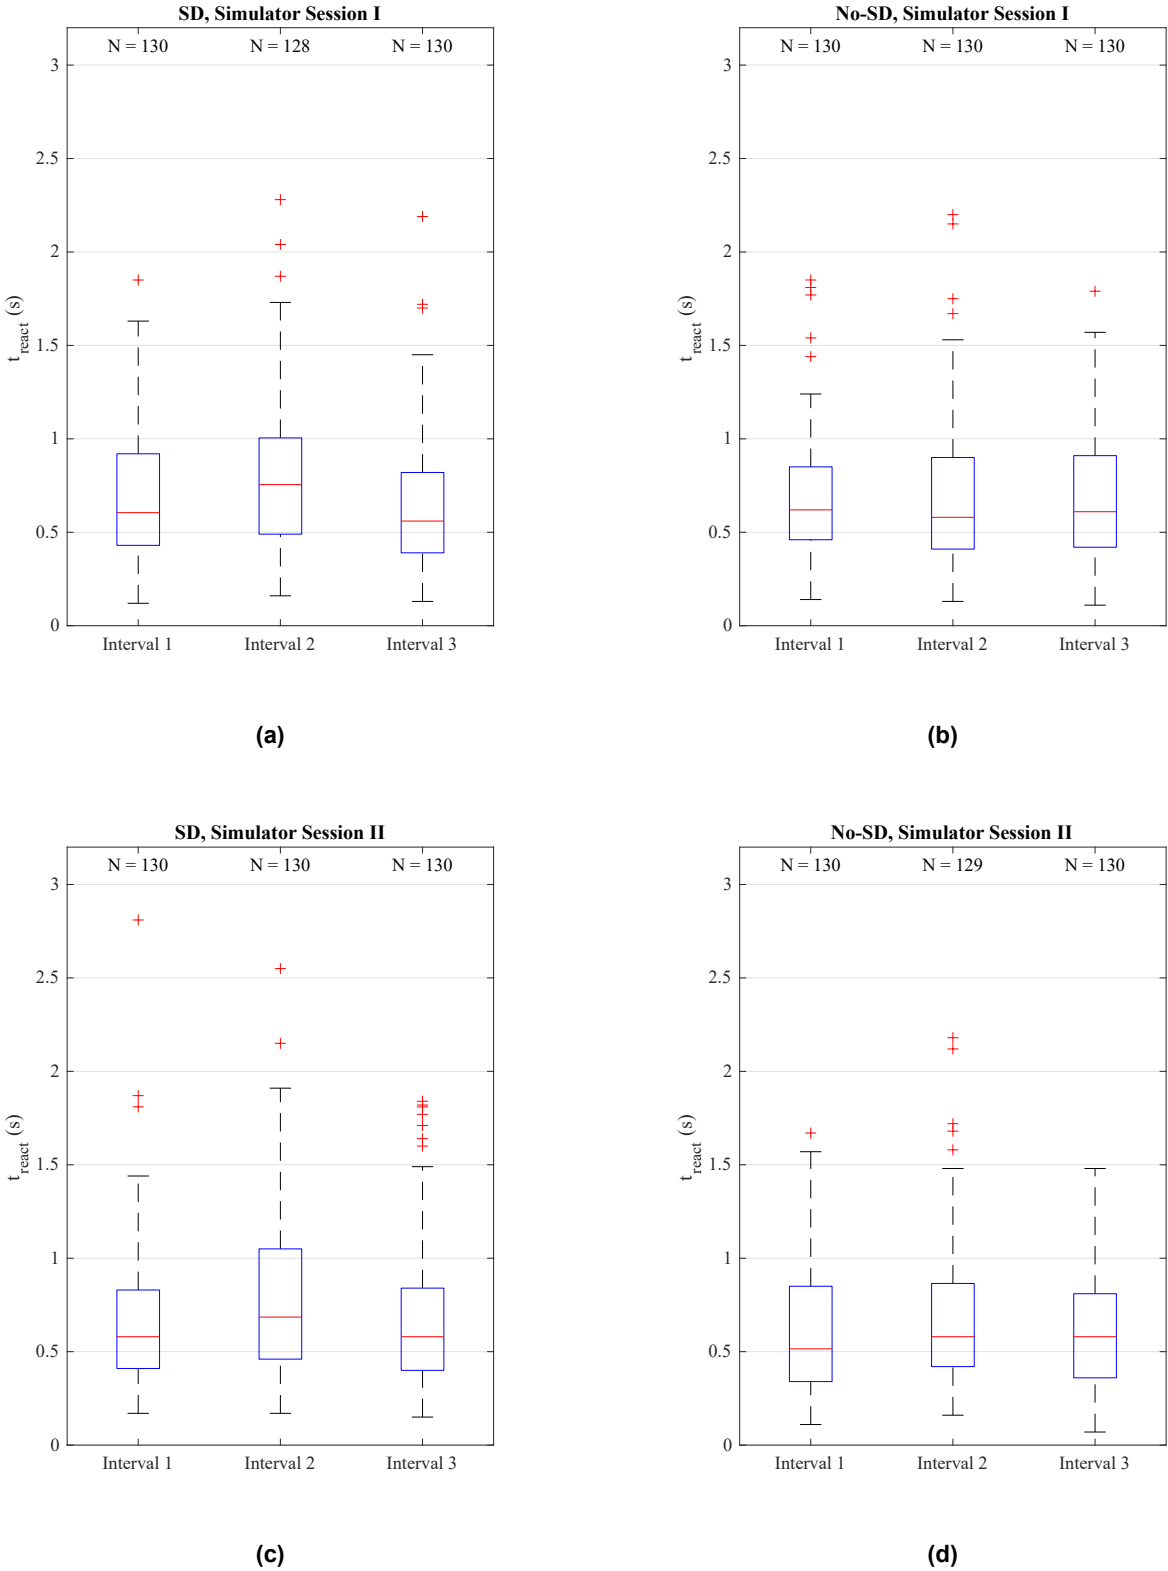 SD, Simulator Session I
N = 130 N = 128 N = 130
3
2.5
2
1.5
1
0.5
0
t_react (s)
Interval 1 Interval 2 Interval 3
(a)
No-SD, Simulator Session I
N = 130 N = 130 N = 130
3
2.5
2
1.5
1
0.5
0
t_react (s)
Interval 1 Interval 2 Interval 3
(b)
SD, Simulator Session II
N = 130 N = 130 N = 130
3
2.5
2
1.5
1
0.5
0
t_react (s)
Interval 1 Interval 2 Interval 3
(c)
No-SD, Simulator Session II
N = 130 N = 129 N = 130
3
2.5
2
1.5
1
0.5
0
t_react (s)
Interval 1 Interval 2 Interval 3
(d)